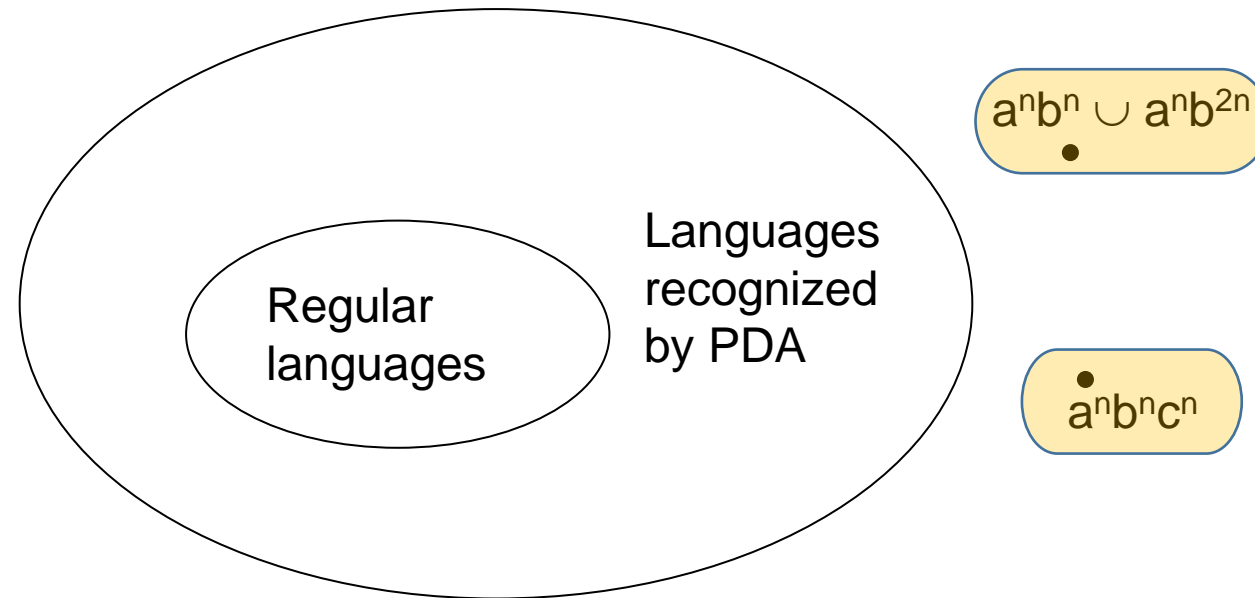 aⁿbⁿ ∪ aⁿb²ⁿ
Languages
recognized
by PDA
Regular
languages
aⁿbⁿcⁿ